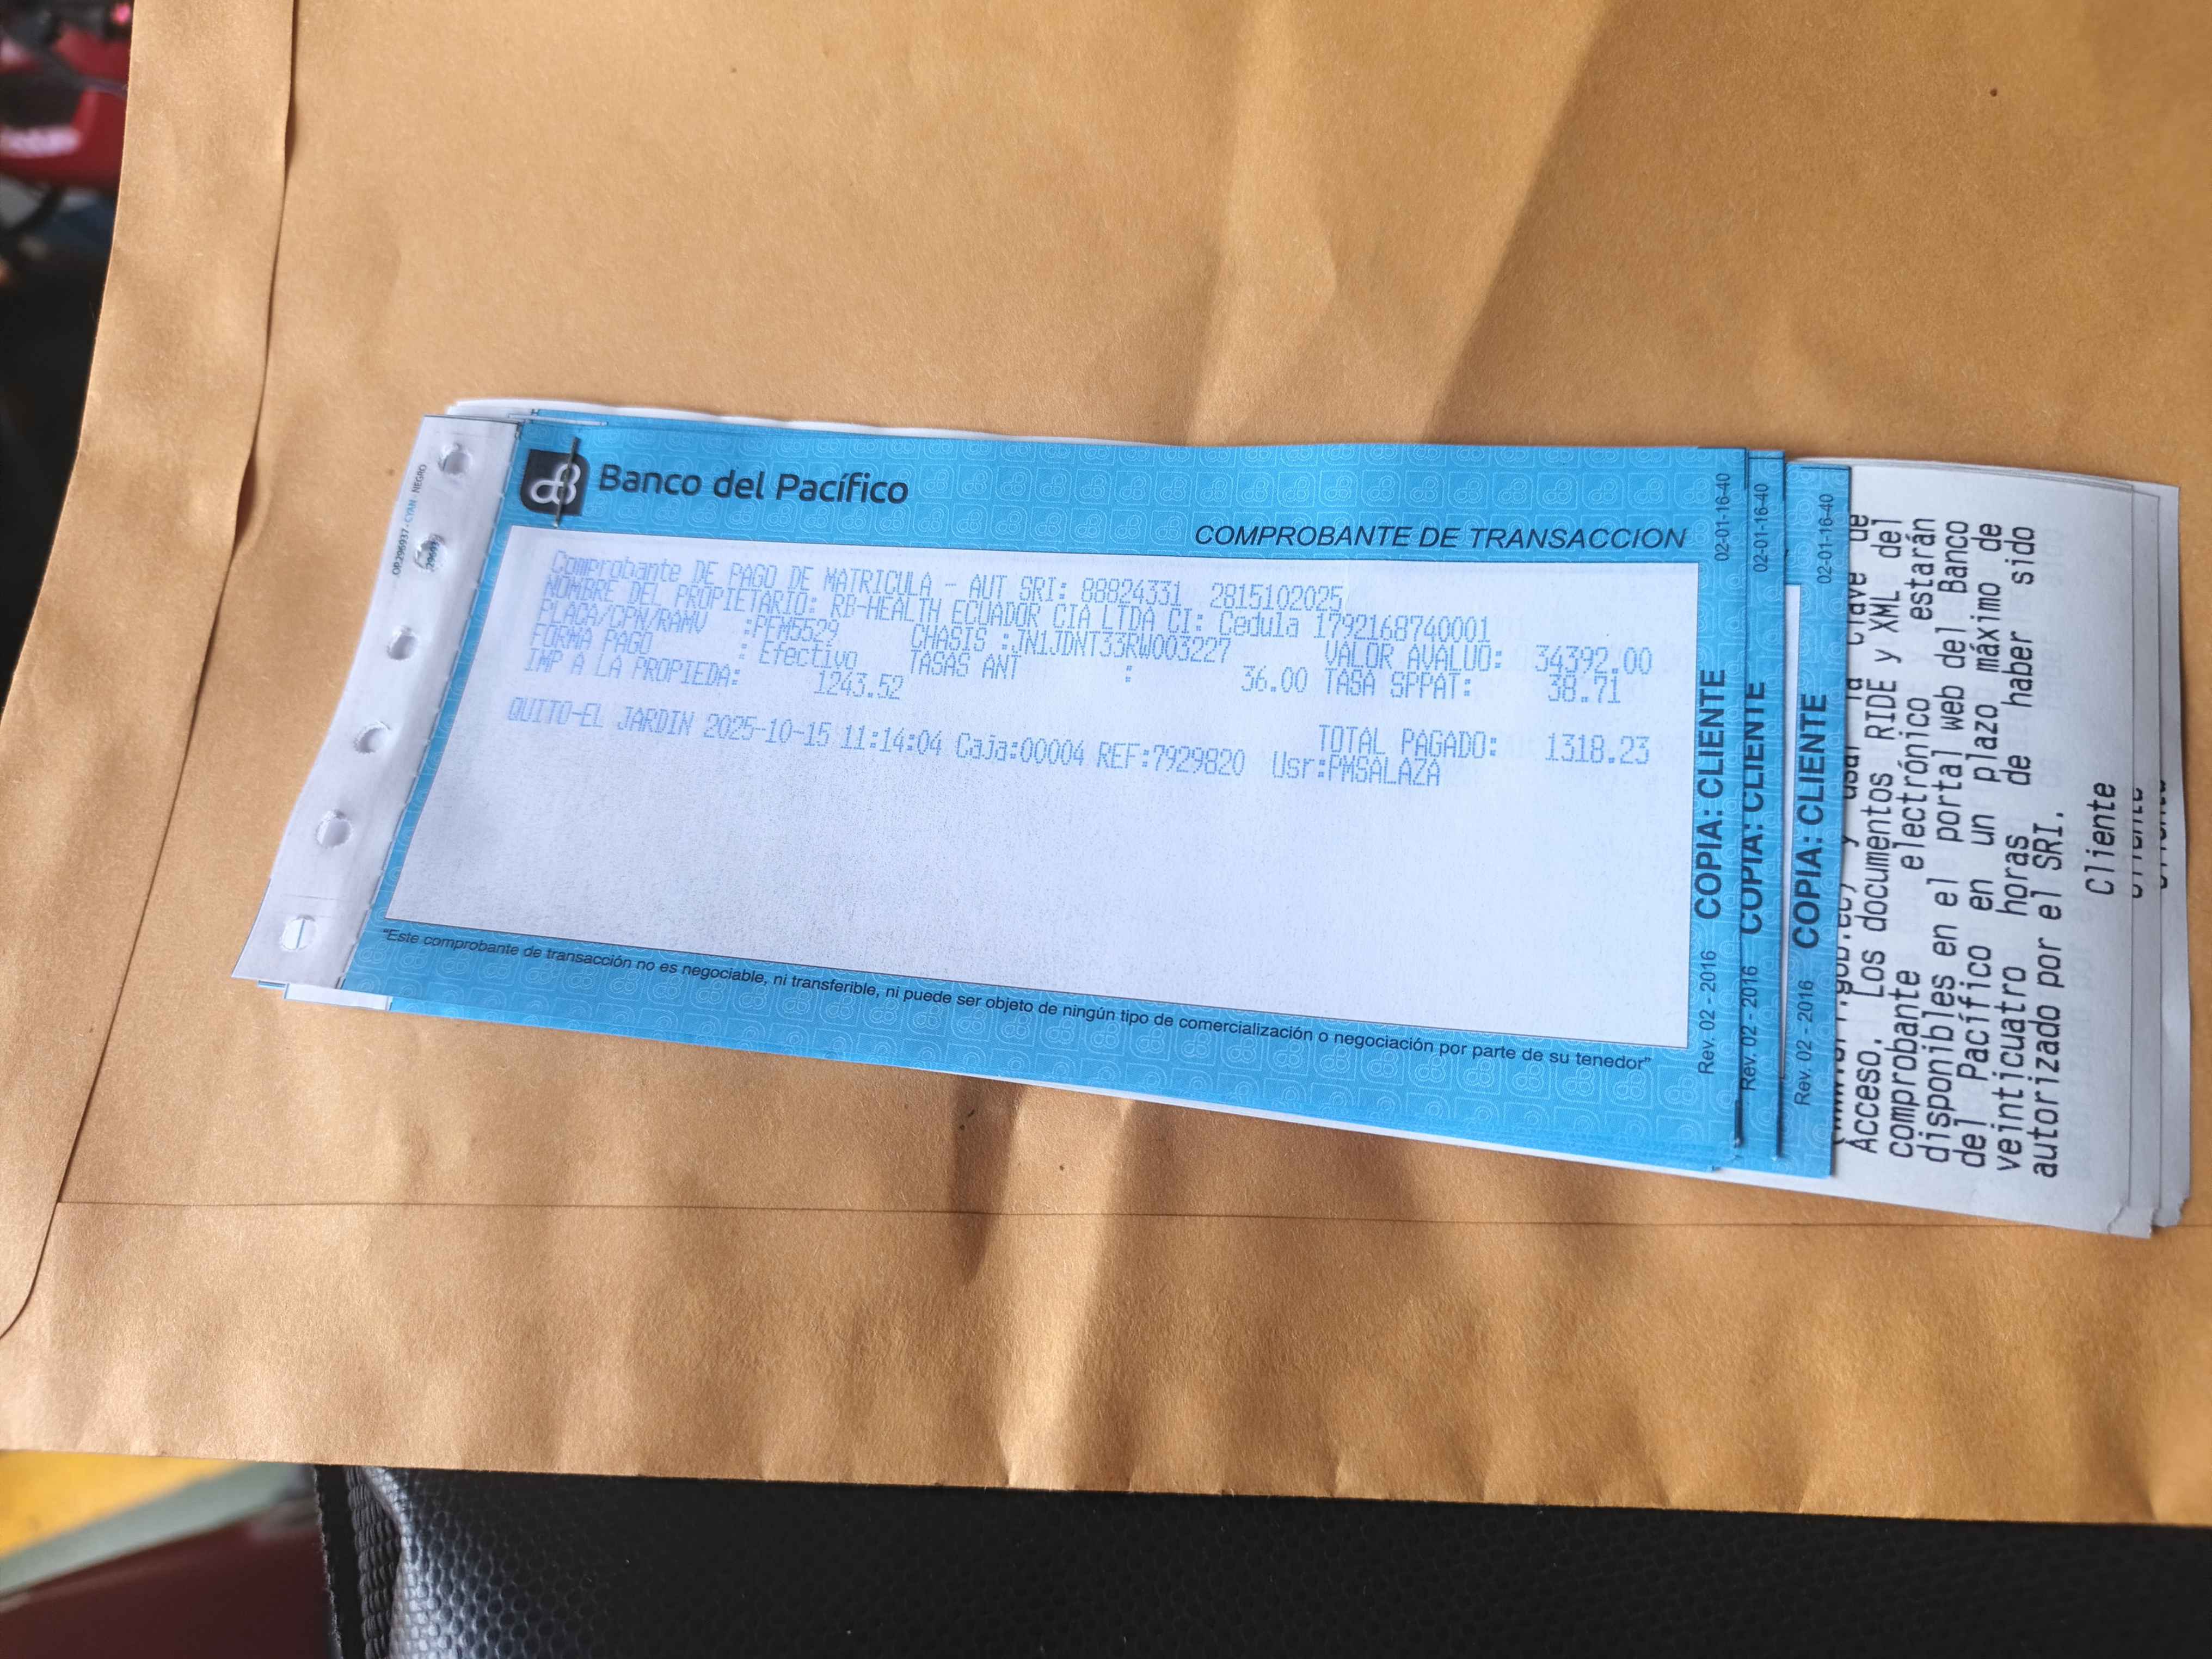 OP.296937 - CYAN - NEGRO
Banco del Pacífico
COMPROBANTE DE TRANSACCION
Comprobante DE PAGO DE MATRICULA - AUT SRI: 88824331 2815102025
NOMBRE DEL PROPIETARIO: RB-HEALTH ECUADOR CIA LTDA CI: Cedula 1792168740001
PLACA/CPN/RAMV :PFM5529 CHASIS :JN1JDNT33RW003227 VALOR AVALUO: 34392.00
FORMA PAGO : Efectivo TASAS ANT : 36.00 TASA SPPAT: 38.71
IMP A LA PROPIEDA: 1243.52
TOTAL PAGADO: 1318.23
QUITO-EL JARDIN 2025-10-15 11:14:04 Caja:00004 REF:7929820 Usr:PMSALAZA
"Este comprobante de transacción no es negociable, ni transferible, ni puede ser objeto de ningún tipo de comercialización o negociación por parte de su tenedor"
Rev. 02 - 2016 COPIA: CLIENTE 02-01-16-40
Rev. 02 - 2016 COPIA: CLIENTE 02-01-16-40
Rev. 02 - 2016 COPIA: CLIENTE 02-01-16-40
y usar la clave de
Acceso. Los documentos RIDE y XML del
comprobante electrónico y estarán
disponibles en el portal web del Banco
del Pacífico en un plazo máximo de
veinticuatro horas de haber sido
autorizado por el SRI.
Cliente